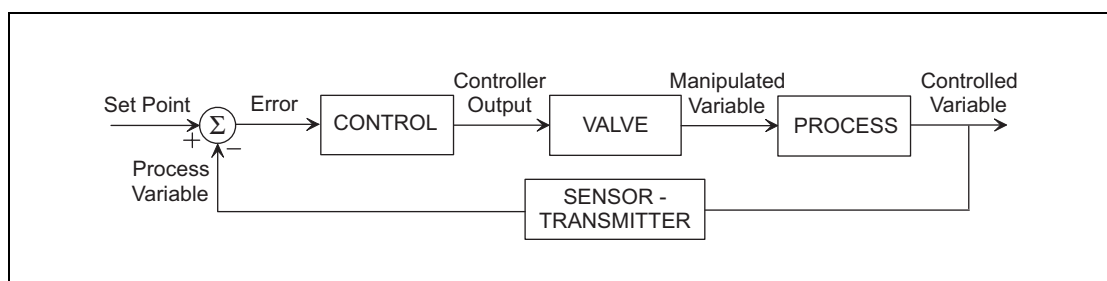 Set Point
+
Σ
−
Process
Variable
Error
CONTROL
Controller
Output
VALVE
Manipulated
Variable
PROCESS
Controlled
Variable
SENSOR -
TRANSMITTER